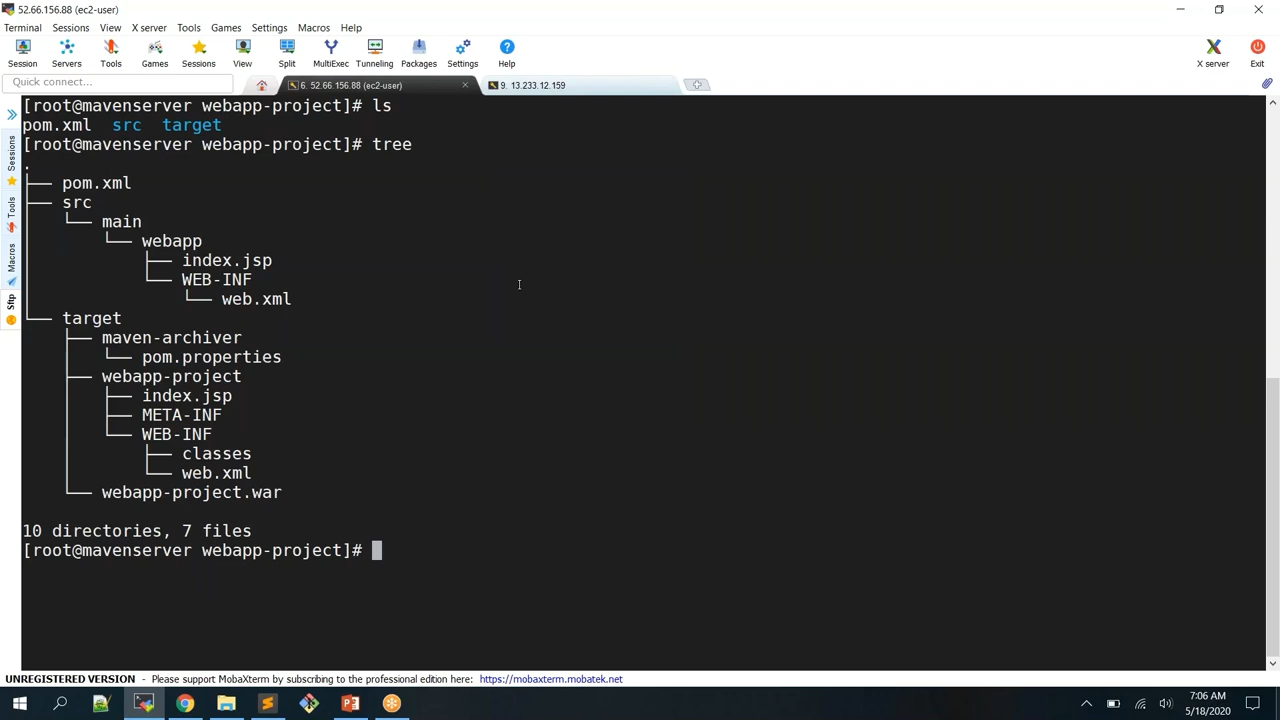 52.66.156.88 (ec2-user)
Terminal Sessions View X server Tools Games Settings Macros Help
Session Servers Tools Games Sessions View Split MultiExec Tunneling Packages Settings Help X server Exit
Quick connect...
6. 52.66.156.88 (ec2-user)
9. 13.233.12.159
Sessions
Tools
Macros
Sftp
[root@mavenserver webapp-project]# ls
pom.xml src target
[root@mavenserver webapp-project]# tree
.
├── pom.xml
├── src
│   └── main
│       └── webapp
│           ├── index.jsp
│           └── WEB-INF
│               └── web.xml
└── target
    ├── maven-archiver
    │   └── pom.properties
    ├── webapp-project
    │   ├── index.jsp
    │   ├── META-INF
    │   └── WEB-INF
    │       ├── classes
    │       └── web.xml
    └── webapp-project.war
10 directories, 7 files
[root@mavenserver webapp-project]#
UNREGISTERED VERSION - Please support MobaXterm by subscribing to the professional edition here: https://mobaxterm.mobatek.net
7:06 AM
5/18/2020